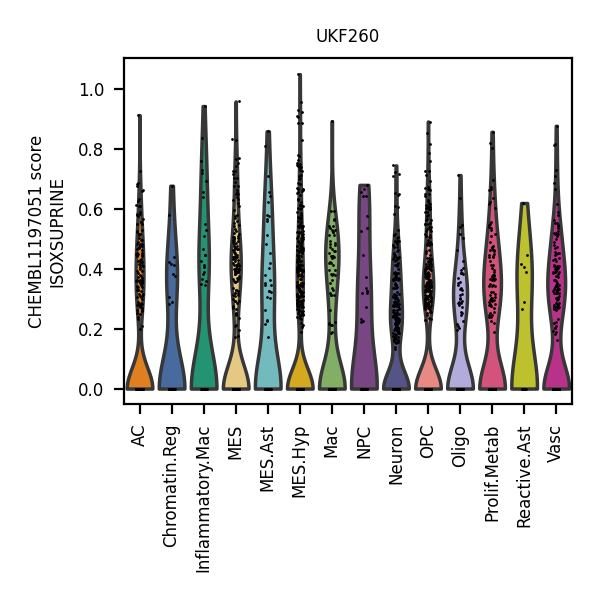 UKF260
CHEMBL1197051 score
ISOXSUPRINE
1.0
0.8
0.6
0.4
0.2
0.0
AC
Chromatin.Reg
Inflammatory.Mac
MES
MES.Ast
MES.Hyp
Mac
NPC
Neuron
OPC
Oligo
Prolif.Metab
Reactive.Ast
Vasc